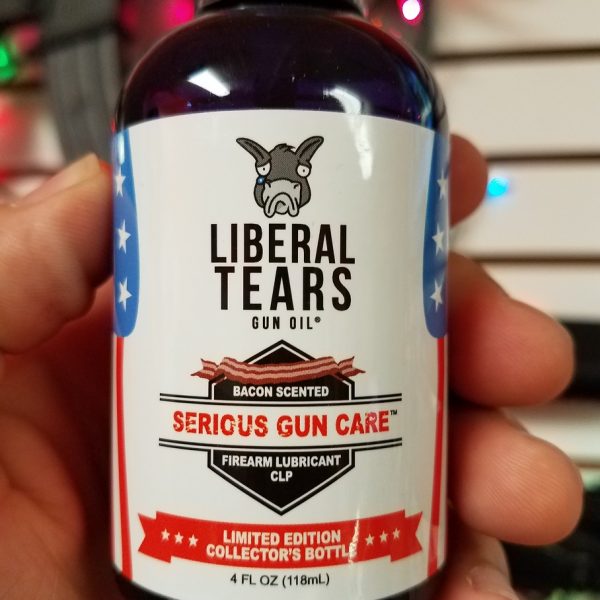 LIBERAL
TEARS
GUN OIL®
BACON SCENTED
SERIOUS GUN CARE™
FIREARM LUBRICANT
CLP
LIMITED EDITION
COLLECTOR'S BOTTLE
4 FL OZ (118mL)